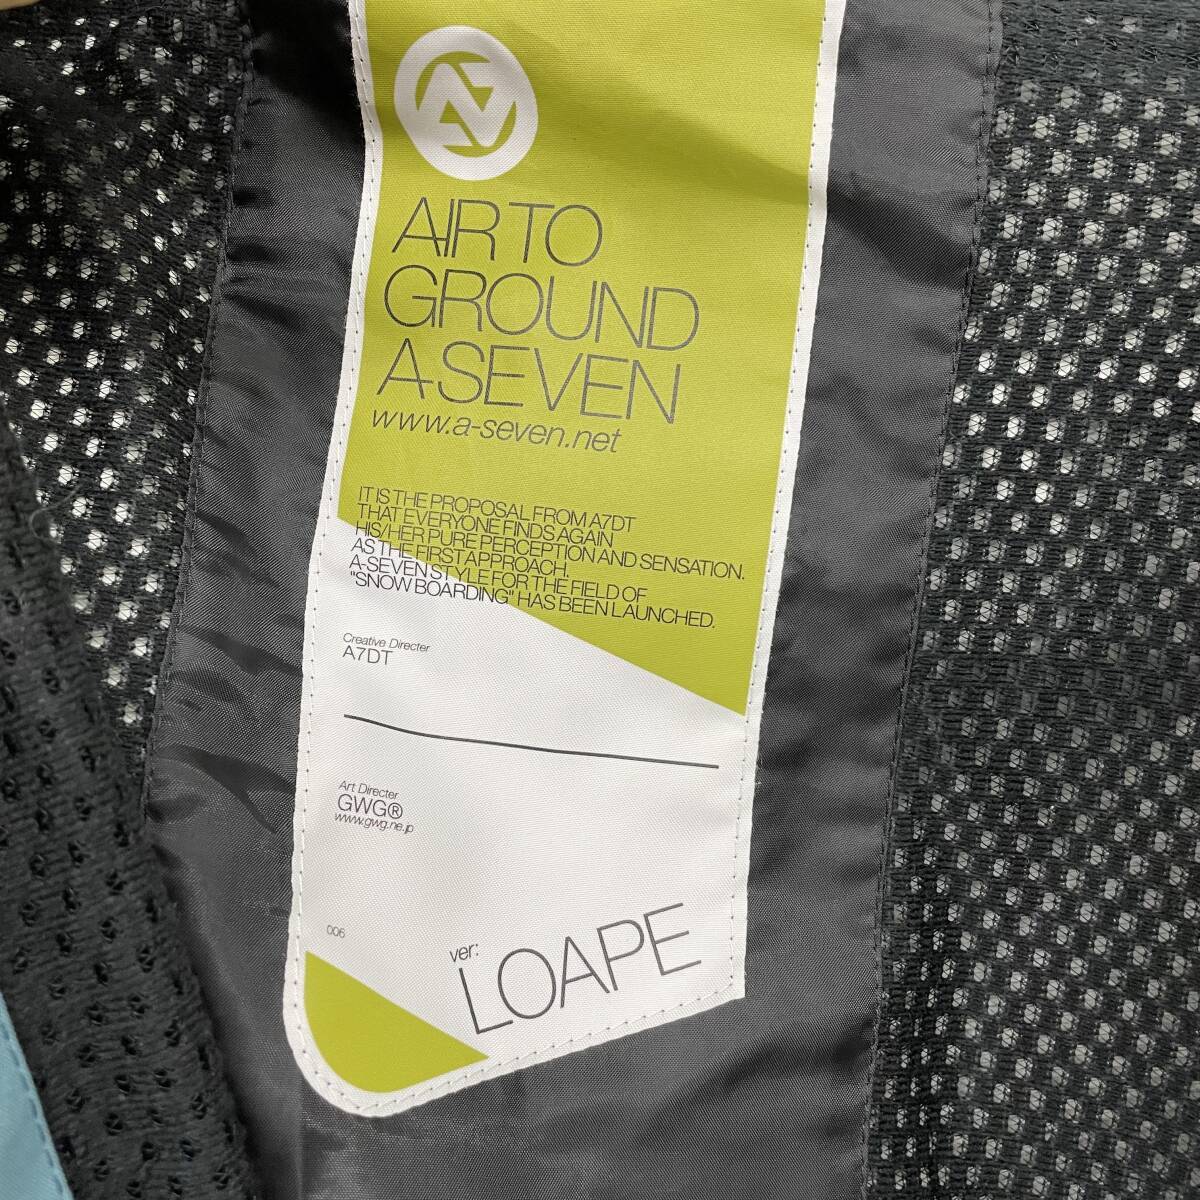 AIR TO
GROUND
A-SEVEN
www.a-seven.net
IT IS THE PROPOSAL FROM A7DT
THAT EVERYONE FINDS AGAIN
HIS/HER PURE PERCEPTION AND SENSATION.
AS THE FIRST APPROACH.
A-SEVEN STYLE FOR THE FIELD OF
"SNOW BOARDING" HAS BEEN LAUNCHED.
Creative Directer
A7DT
Art Directer
GWG®
www.gwg.ne.jp
006
ver:
LOAPE